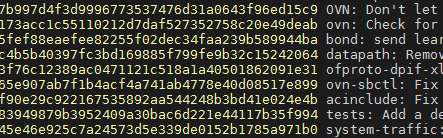 7b997d4f3d9996773537476d31a0643f96ed15c9 OVN: Don't let
173acc1c55110212d7daf527352758c20e49deab ovn: Check for
5fef88eaefee82255f02dec34faa239b589944ba bond: send lear
c4b5b40397fc3bd169885f799fe9b32c15242064 datapath: Remov
3f76c12389ac0471121c518a1a40501862091e31 ofproto-dpif-xl
65e907ab7f1b4acf4a741ab4778e40d08517e899 ovn-sbctl: Fix
f90e29c922167535892aa544248b3bd41e024e4b acinclude: Fix
83949879b3952409a30bac6d221e44117b35f994 tests: Add a d
45e46e925c7a24573d5e339de0152b1785a971b0 system-traffic